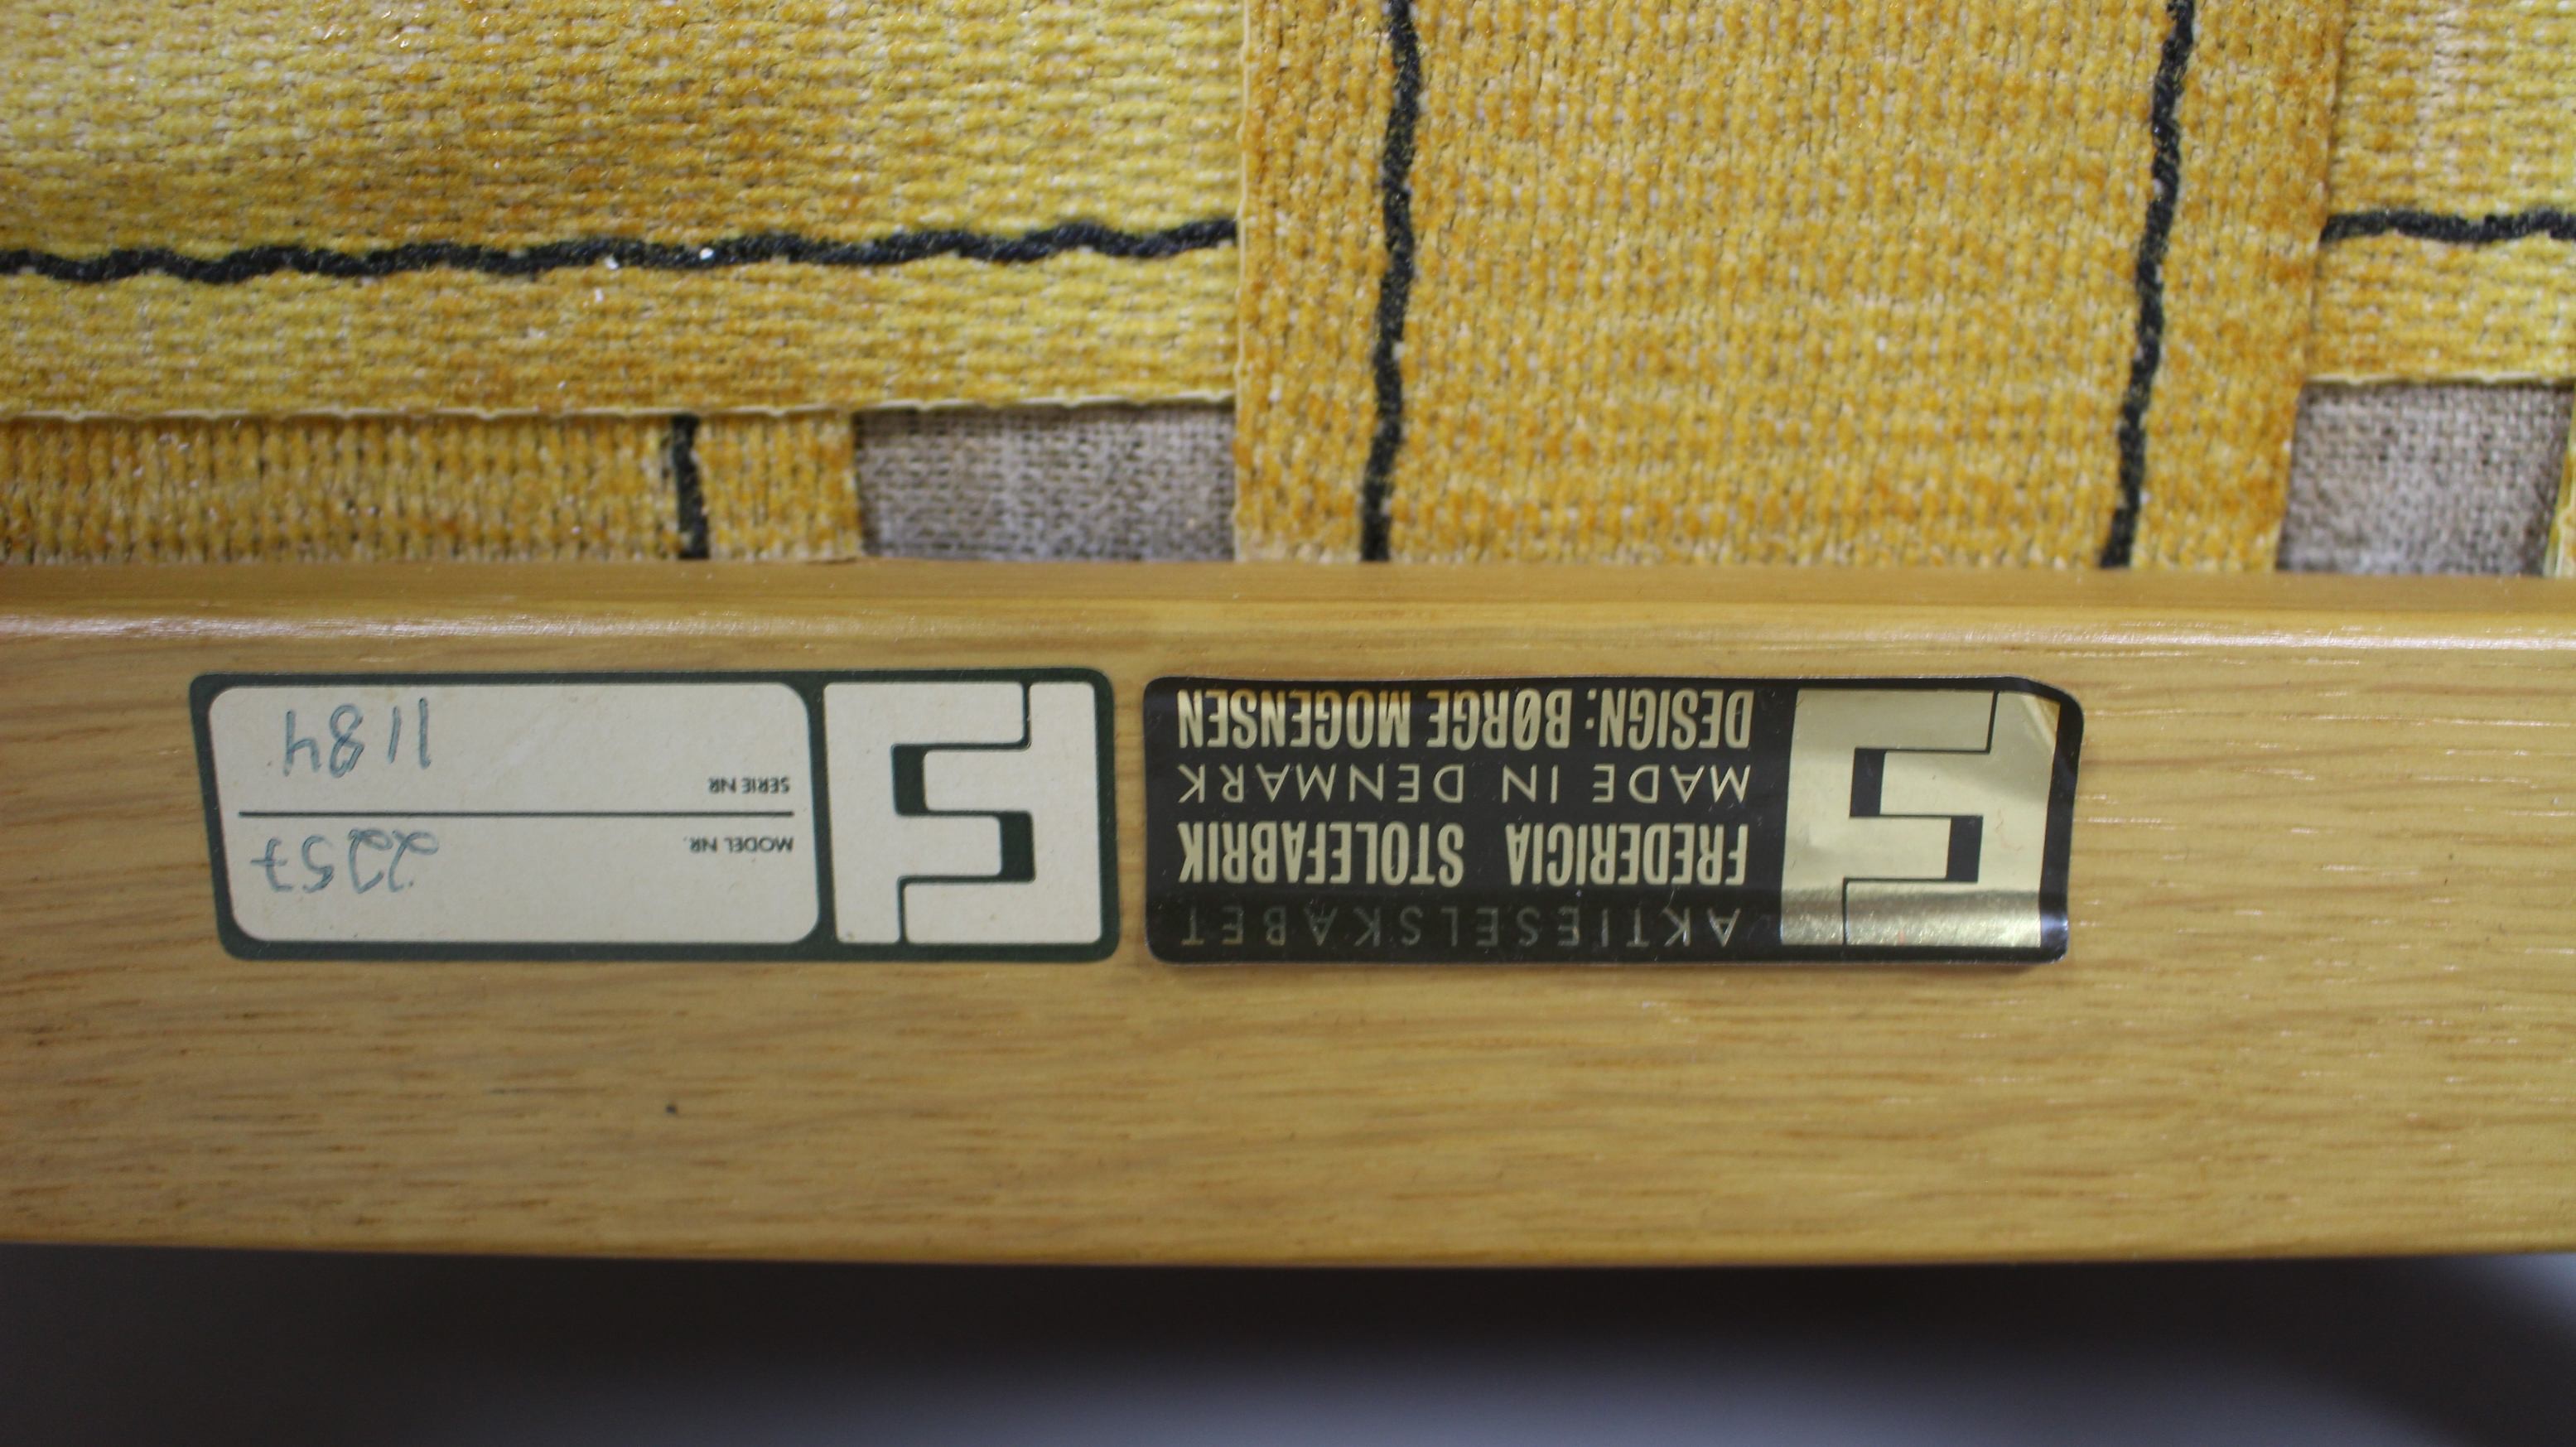 AKTIESELSKABET
FREDERICIA STOLEFABRIK
MADE IN DENMARK
DESIGN: BØRGE MOGENSEN
MODEL NR. 2257
SERIE NR 1184